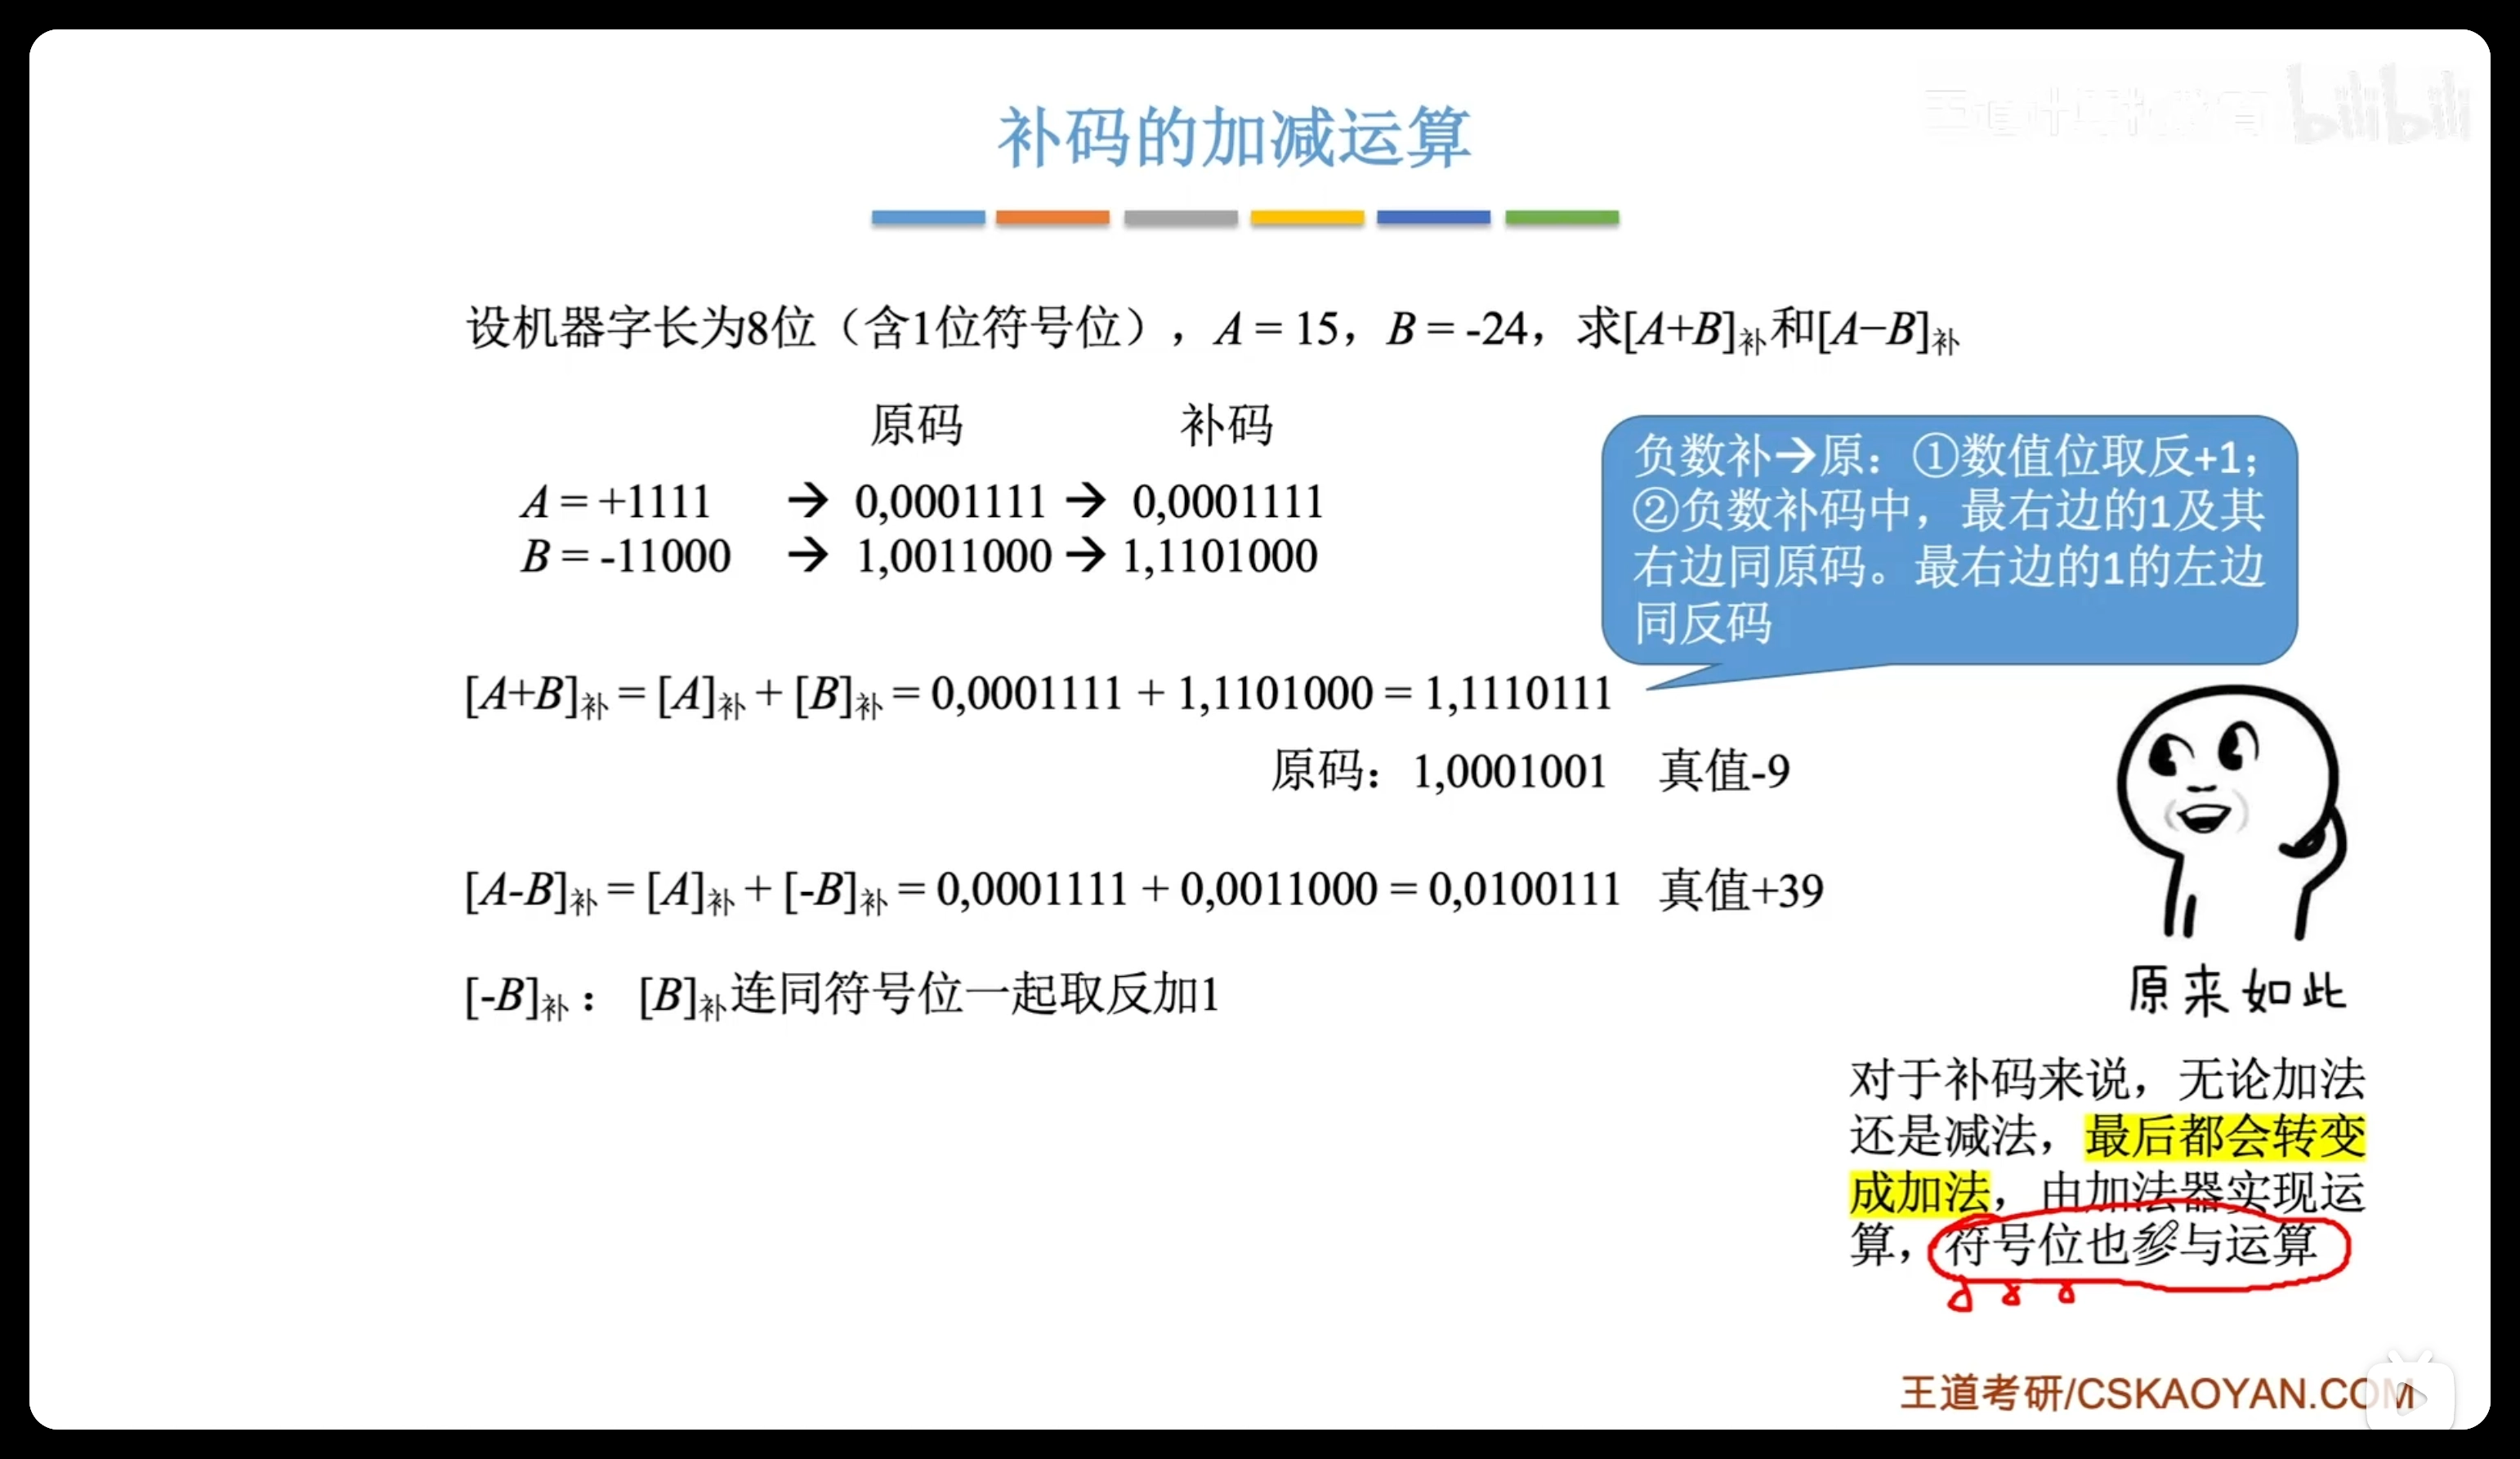 补码的加减运算
设机器字长为8位（含1位符号位），A = 15，B = -24，求[A+B]补和[A−B]补
原码 补码
A = +1111 → 0,0001111 → 0,0001111
B = -11000 → 1,0011000 → 1,1101000
负数补→原：①数值位取反+1；
②负数补码中，最右边的1及其
右边同原码。最右边的1的左边
同反码
[A+B]补 = [A]补 + [B]补 = 0,0001111 + 1,1101000 = 1,1110111
原码：1,0001001 真值-9
[A-B]补 = [A]补 + [-B]补 = 0,0001111 + 0,0011000 = 0,0100111 真值+39
[-B]补： [B]补连同符号位一起取反加1
原来如此
对于补码来说，无论加法
还是减法，最后都会转变
成加法，由加法器实现运
算，符号位也参与运算
王道考研/CSKAOYAN.COM
bilibili